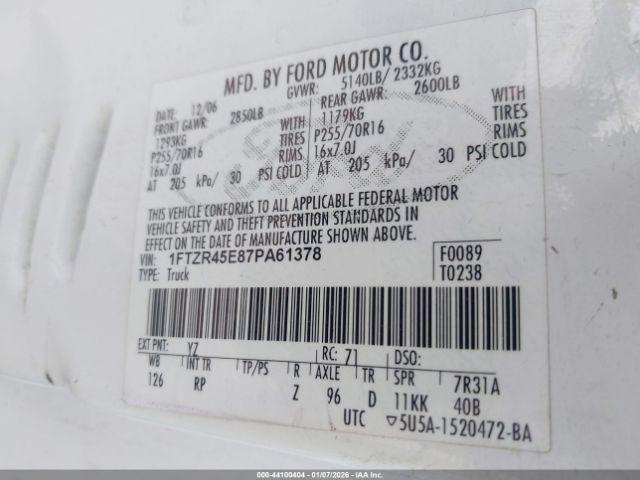 MFD. BY FORD MOTOR CO.
DATE: 12/06 GVWR: 5140LB/ 2332KG
FRONT GAWR: 2850LB REAR GAWR: 2600LB
1293KG WITH 1179KG WITH
P255/70R16 TIRES P255/70R16 TIRES
16x7.0J RIMS 16x7.0J RIMS
AT 205 kPa/ 30 PSI COLD AT 205 kPa/ 30 PSI COLD
THIS VEHICLE CONFORMS TO ALL APPLICABLE FEDERAL MOTOR
VEHICLE SAFETY AND THEFT PREVENTION STANDARDS IN
EFFECT ON THE DATE OF MANUFACTURE SHOWN ABOVE.
VIN: 1FTZR45E87PA61378 F0089
TYPE: Truck T0238
EXT PNT: YZ RC: 71 DSO:
WB INT TR TP/PS R AXLE TR SPR 7R31A
126 RP Z 96 D 11KK 40B
UTC ▽5U5A-1520472-BA
000-44100404 | 01/07/2026 - IAAI.COM